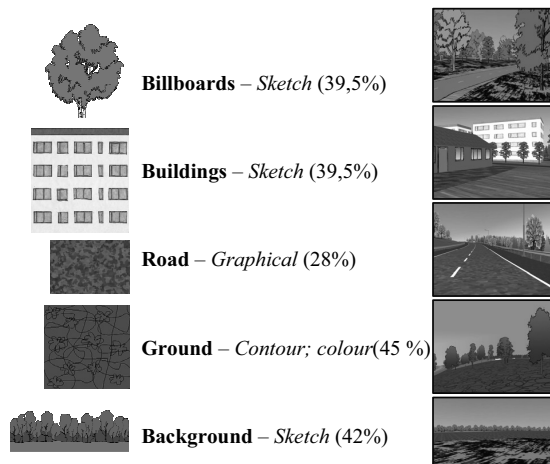 Billboards – Sketch (39,5%)
Buildings – Sketch (39,5%)
Road – Graphical (28%)
Ground – Contour; colour(45 %)
Background – Sketch (42%)